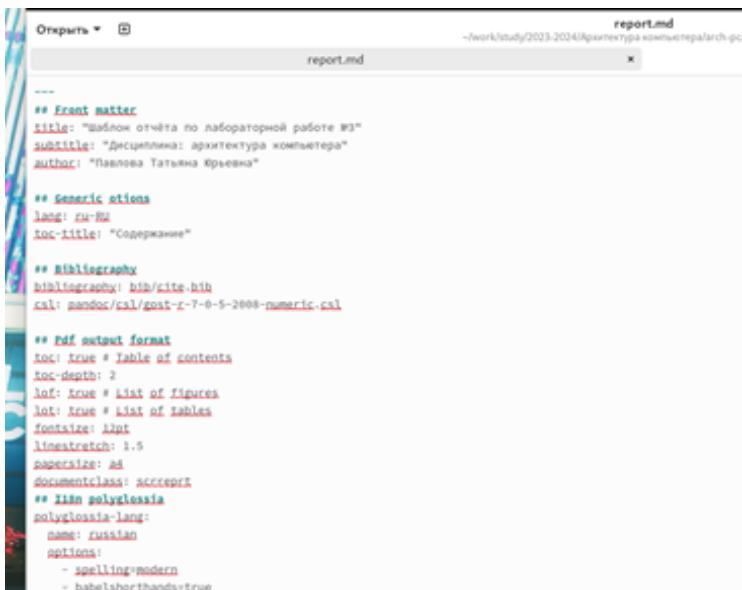 Открыть
report.md
~/work/study/2023-2024/Архитектура компьютера/arch-pc
report.md
---
## Front matter
title: "Шаблон отчёта по лабораторной работе №3"
subtitle: "Дисциплина: архитектура компьютера"
author: "Павлова Татьяна Юрьевна"
## Generic otions
lang: ru-RU
toc-title: "Содержание"
## Bibliography
bibliography: bib/cite.bib
csl: pandoc/csl/gost-r-7-0-5-2008-numeric.csl
## Pdf output format
toc: true # Table of contents
toc-depth: 2
lof: true # List of figures
lot: true # List of tables
fontsize: 12pt
linestretch: 1.5
papersize: a4
documentclass: scrreprt
## I18n polyglossia
polyglossia-lang:
name: russian
options:
- spelling=modern
- babelshorthands=true